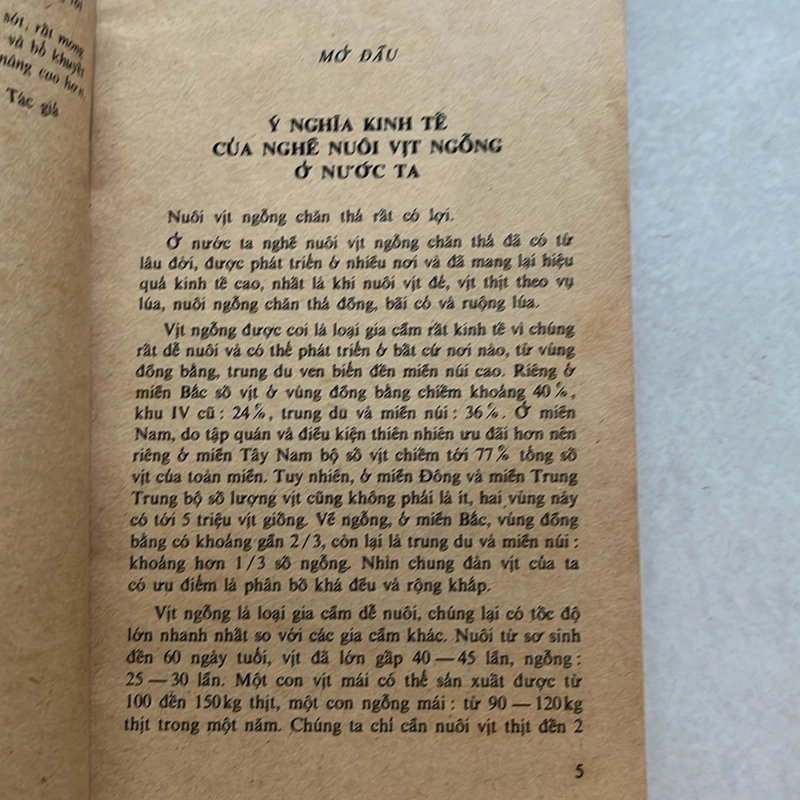 sót, rất mong
và bổ khuyết
nâng cao hơn.
Tác giả
MỞ ĐẦU
Ý NGHĨA KINH TẾ
CỦA NGHỀ NUÔI VỊT NGỖNG
Ở NƯỚC TA
Nuôi vịt ngỗng chăn thả rất có lợi.
Ở nước ta nghề nuôi vịt ngỗng chăn thả đã có từ
lâu đời, được phát triển ở nhiều nơi và đã mang lại hiệu
quả kinh tế cao, nhất là khi nuôi vịt đẻ, vịt thịt theo vụ
lúa, nuôi ngỗng chăn thả đồng, bãi cỏ và ruộng lúa.
Vịt ngỗng được coi là loại gia cầm rất kinh tế vì chúng
rất dễ nuôi và có thể phát triển ở bất cứ nơi nào, từ vùng
đồng bằng, trung du ven biển đến miền núi cao. Riêng ở
miền Bắc số vịt ở vùng đồng bằng chiếm khoảng 40%,
khu IV cũ : 24%, trung du và miền núi : 36%. Ở miền
Nam, do tập quán và điều kiện thiên nhiên ưu đãi hơn nên
riêng ở miền Tây Nam bộ số vịt chiếm tới 77% tổng số
vịt của toàn miền. Tuy nhiên, ở miền Đông và miền Trung
Trung bộ số lượng vịt cũng không phải là ít, hai vùng này
có tới 5 triệu vịt giống. Về ngỗng, ở miền Bắc, vùng đồng
bằng có khoảng gần 2/3, còn lại là trung du và miền núi :
khoảng hơn 1/3 số ngỗng. Nhìn chung đàn vịt của ta
có ưu điểm là phân bố khá đều và rộng khắp.
Vịt ngỗng là loại gia cầm dễ nuôi, chúng lại có tốc độ
lớn nhanh nhất so với các gia cầm khác. Nuôi từ sơ sinh
đến 60 ngày tuổi, vịt đã lớn gấp 40 — 45 lần, ngỗng :
25 — 30 lần. Một con vịt mái có thể sản xuất được từ
100 đến 150kg thịt, một con ngỗng mái : từ 90 — 120kg
thịt trong một năm. Chúng ta chỉ cần nuôi vịt thịt đến 2
5